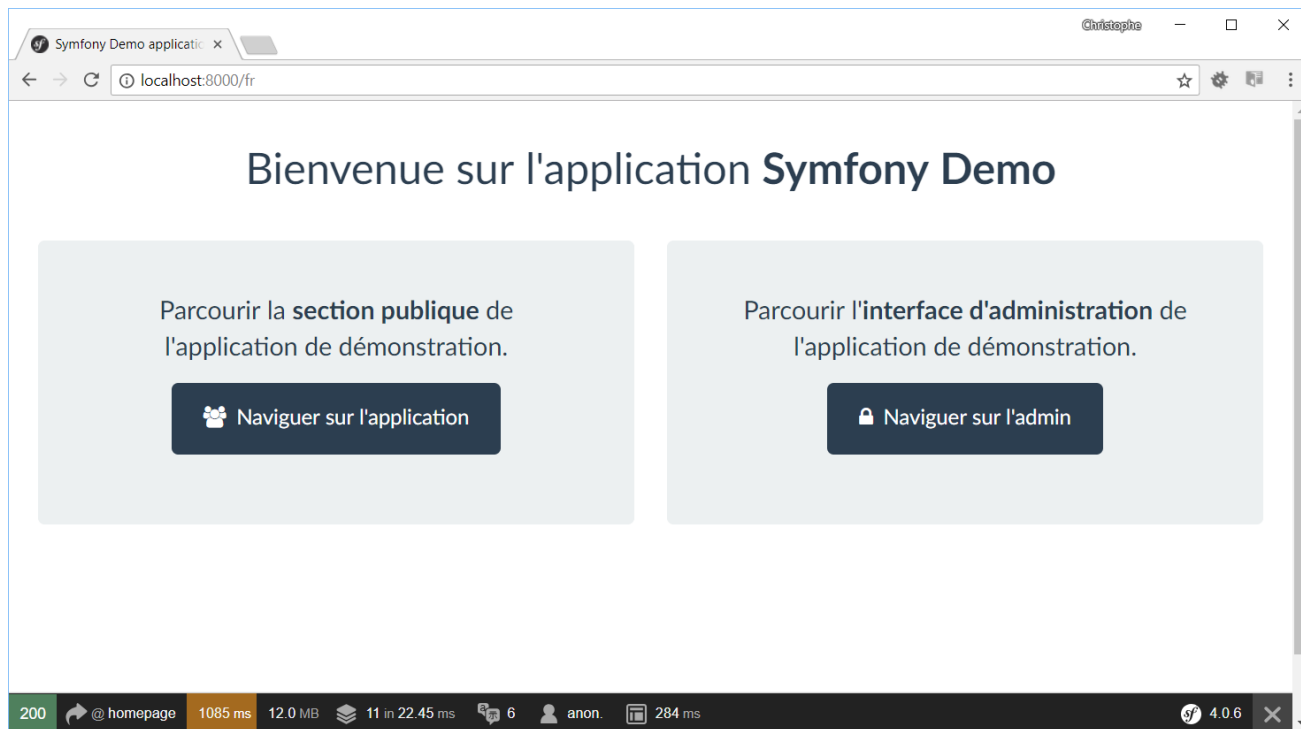 Christophe
Symfony Demo applicatic
localhost:8000/fr
Bienvenue sur l'application Symfony Demo
Parcourir la section publique de
l'application de démonstration.
Naviguer sur l'application
Parcourir l'interface d'administration de
l'application de démonstration.
Naviguer sur l'admin
200 @ homepage 1085 ms 12.0 MB 11 in 22.45 ms 6 anon. 284 ms sf 4.0.6